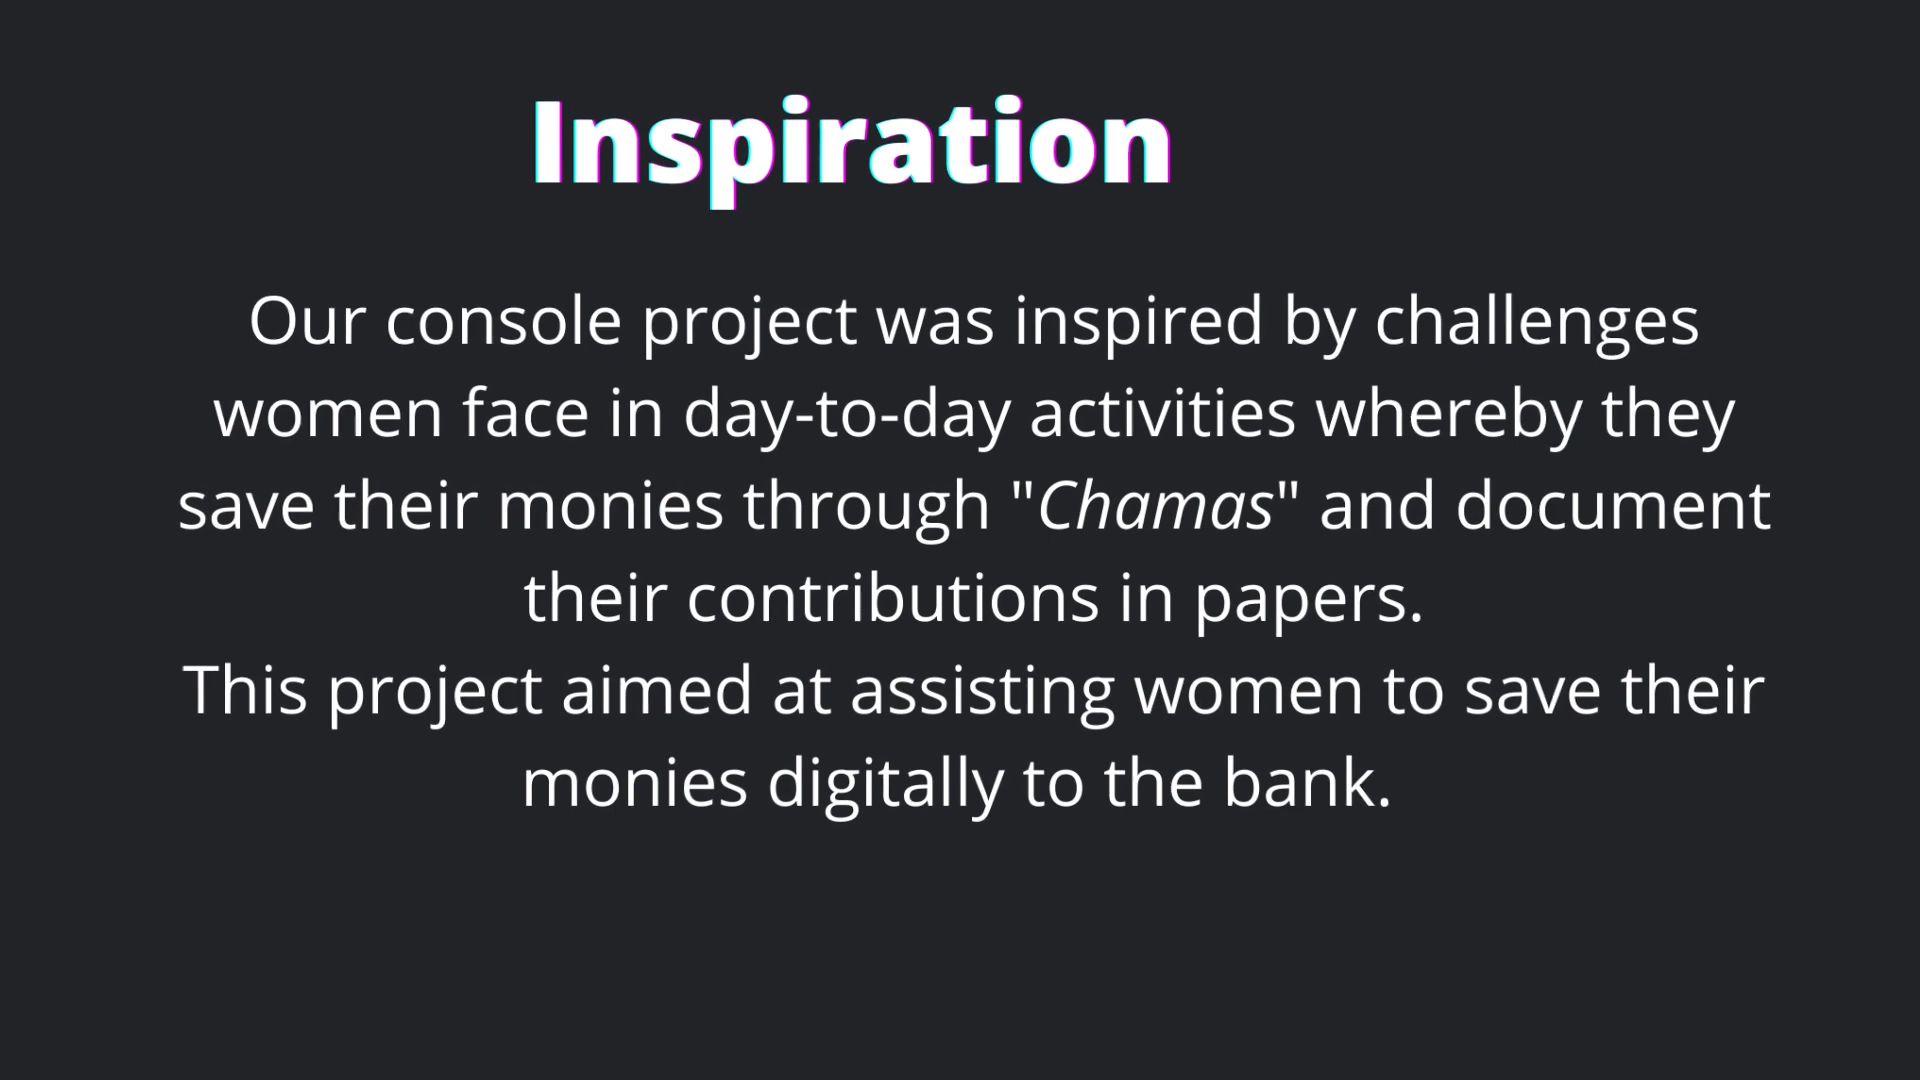 Inspiration
Our console project was inspired by challenges
women face in day-to-day activities whereby they
save their monies through "Chamas" and document
their contributions in papers.
This project aimed at assisting women to save their
monies digitally to the bank.